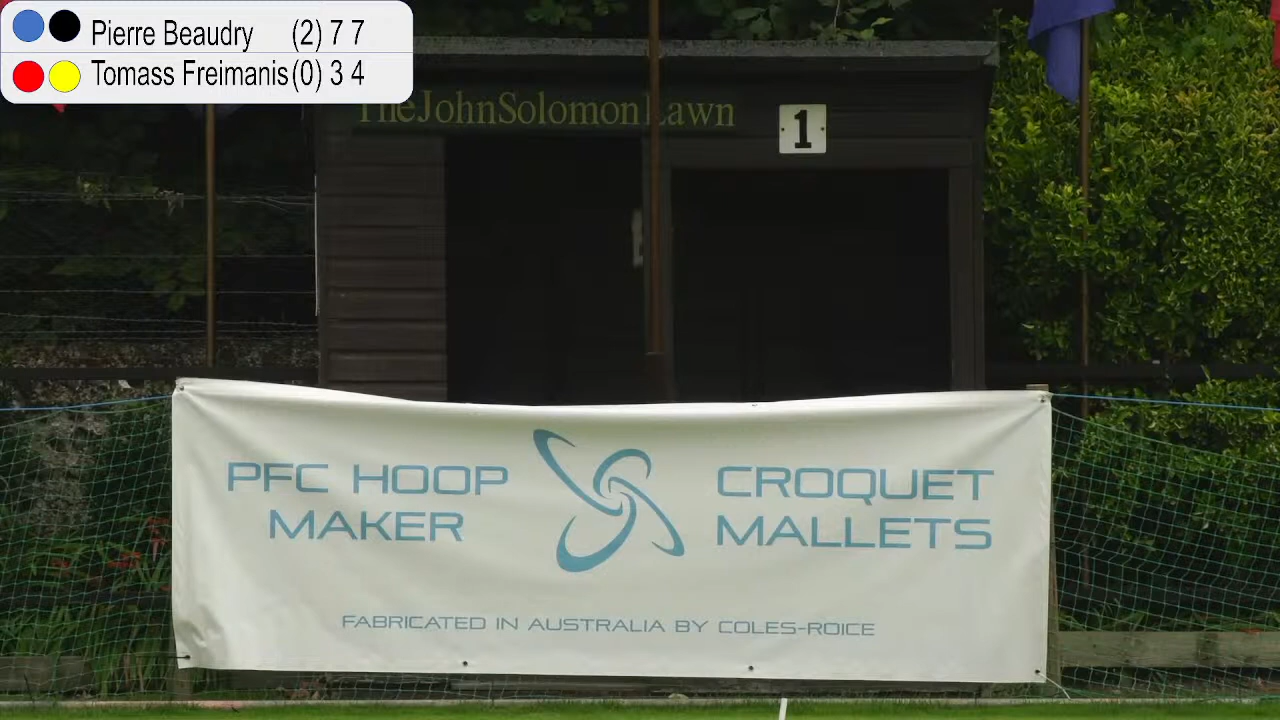 Pierre Beaudry (2) 7 7
Tomass Freimanis (0) 3 4
TheJohnSolomonLawn
1
PFC HOOP
MAKER
CROQUET
MALLETS
FABRICATED IN AUSTRALIA BY COLES-ROICE